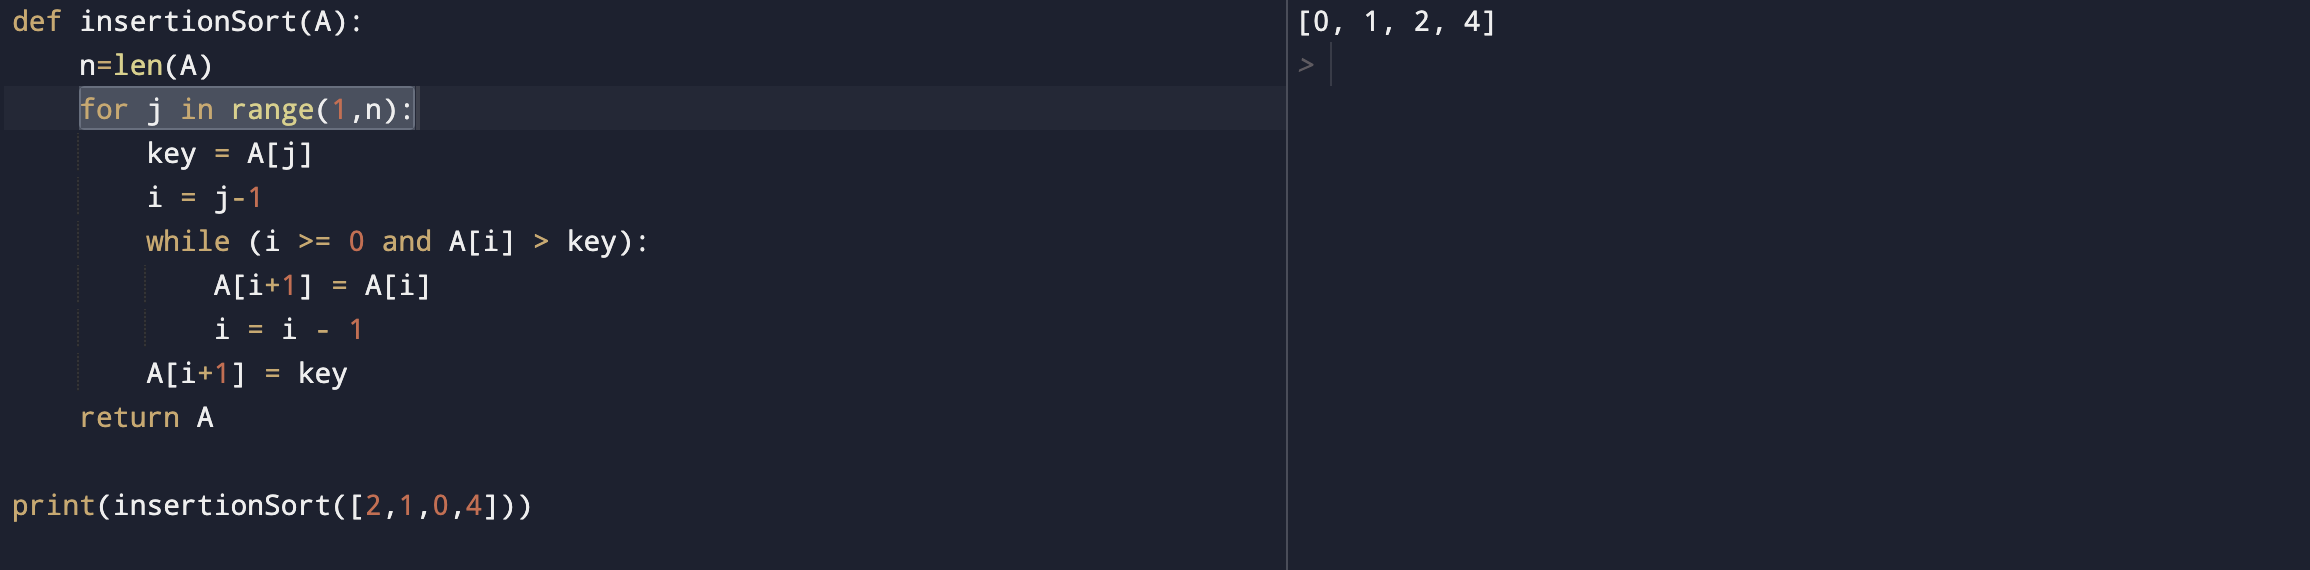 def insertionSort(A):
    n=len(A)
    for j in range(1,n):
        key = A[j]
        i = j-1
        while (i >= 0 and A[i] > key):
            A[i+1] = A[i]
            i = i - 1
        A[i+1] = key
    return A

print(insertionSort([2,1,0,4]))
[0, 1, 2, 4]
>